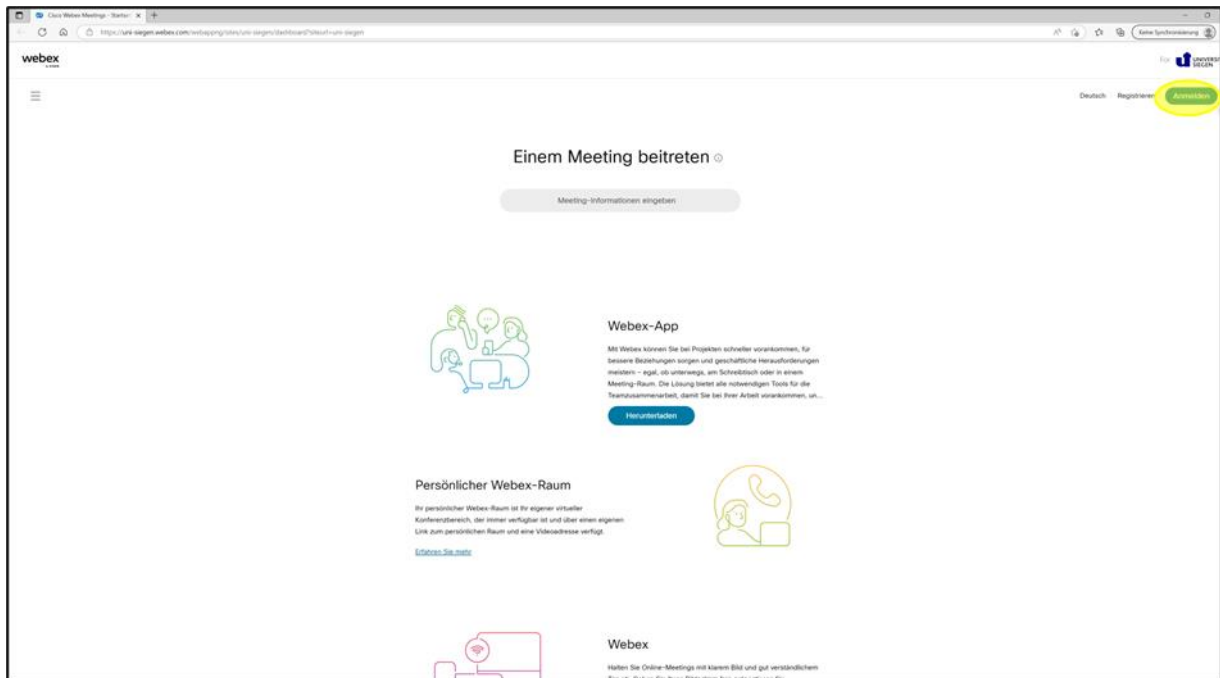 Cisco Webex Meetings - Startse
https://uni-siegen.webex.com/webappng/sites/uni-siegen/dashboard?siteurl=uni-siegen
Keine Synchronisierung
webex
For
UNIVERSI
SIEGEN
Deutsch Registrieren Anmelden
Einem Meeting beitreten
Meeting-Informationen eingeben
Webex-App
Mit Webex können Sie bei Projekten schneller vorankommen, für
bessere Beziehungen sorgen und geschäftliche Herausforderungen
meistern – egal, ob unterwegs, am Schreibtisch oder in einem
Meeting-Raum. Die Lösung bietet alle notwendigen Tools für die
Teamzusammenarbeit, damit Sie bei Ihrer Arbeit vorankommen, un...
Herunterladen
Persönlicher Webex-Raum
Ihr persönlicher Webex-Raum ist Ihr eigener virtueller
Konferenzbereich, der immer verfügbar ist und über einen eigenen
Link zum persönlichen Raum und eine Videoadresse verfügt.
Erfahren Sie mehr
Webex
Halten Sie Online-Meetings mit klarem Bild und gut verständlichem